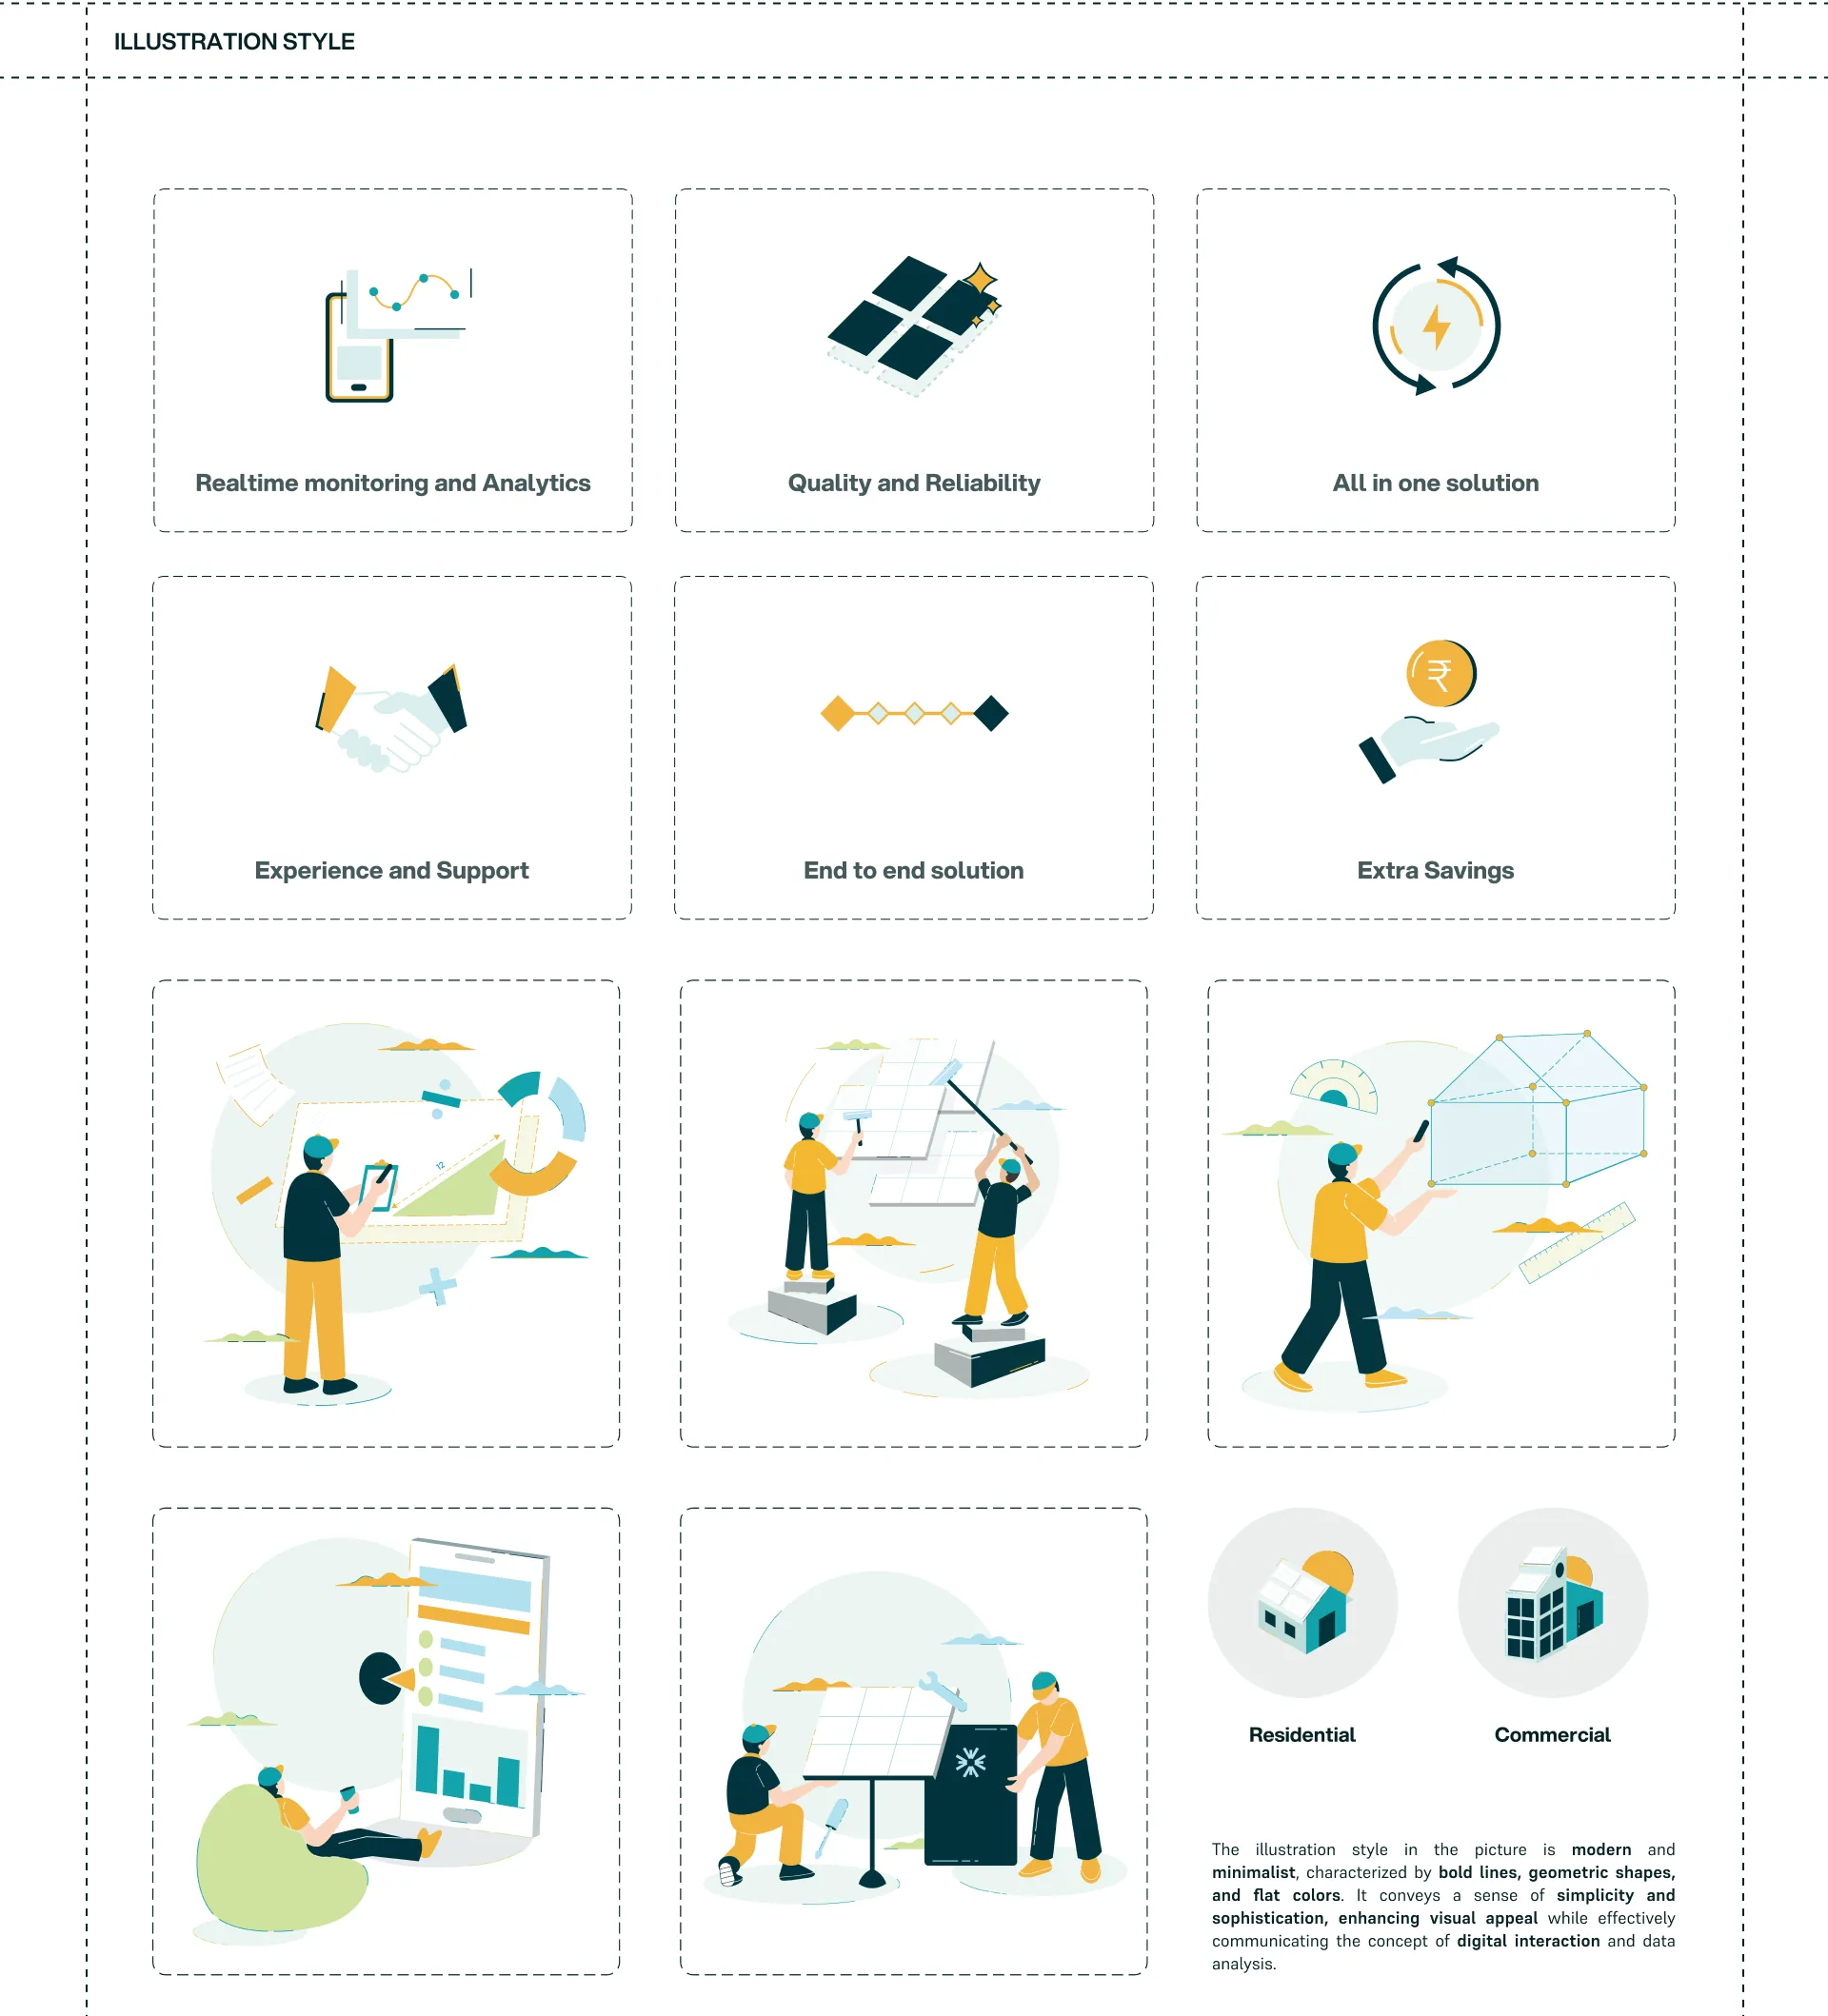 ILLUSTRATION STYLE
Realtime monitoring and Analytics
Quality and Reliability
All in one solution
₹
Experience and Support
End to end solution
Extra Savings
12
Residential
Commercial
The illustration style in the picture is modern and
minimalist, characterized by bold lines, geometric shapes,
and flat colors. It conveys a sense of simplicity and
sophistication, enhancing visual appeal while effectively
communicating the concept of digital interaction and data
analysis.